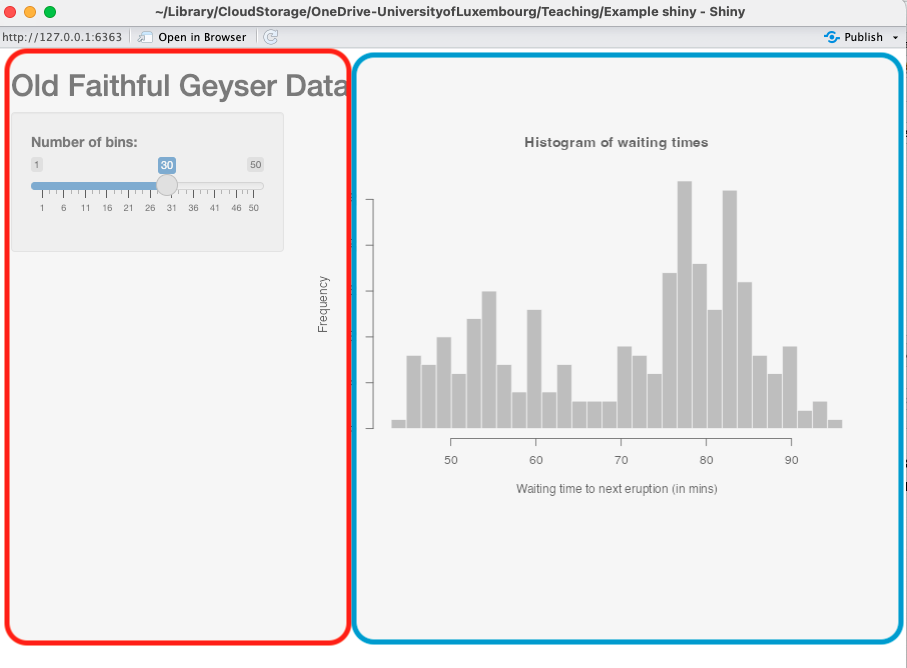 ~/Library/CloudStorage/OneDrive-UniversityofLuxembourg/Teaching/Example shiny - Shiny
http://127.0.0.1:6363 Open in Browser Publish
Old Faithful Geyser Data
Number of bins:
1 30 50
1 6 11 16 21 26 31 36 41 46 50
Histogram of waiting times
Frequency
50 60 70 80 90
Waiting time to next eruption (in mins)